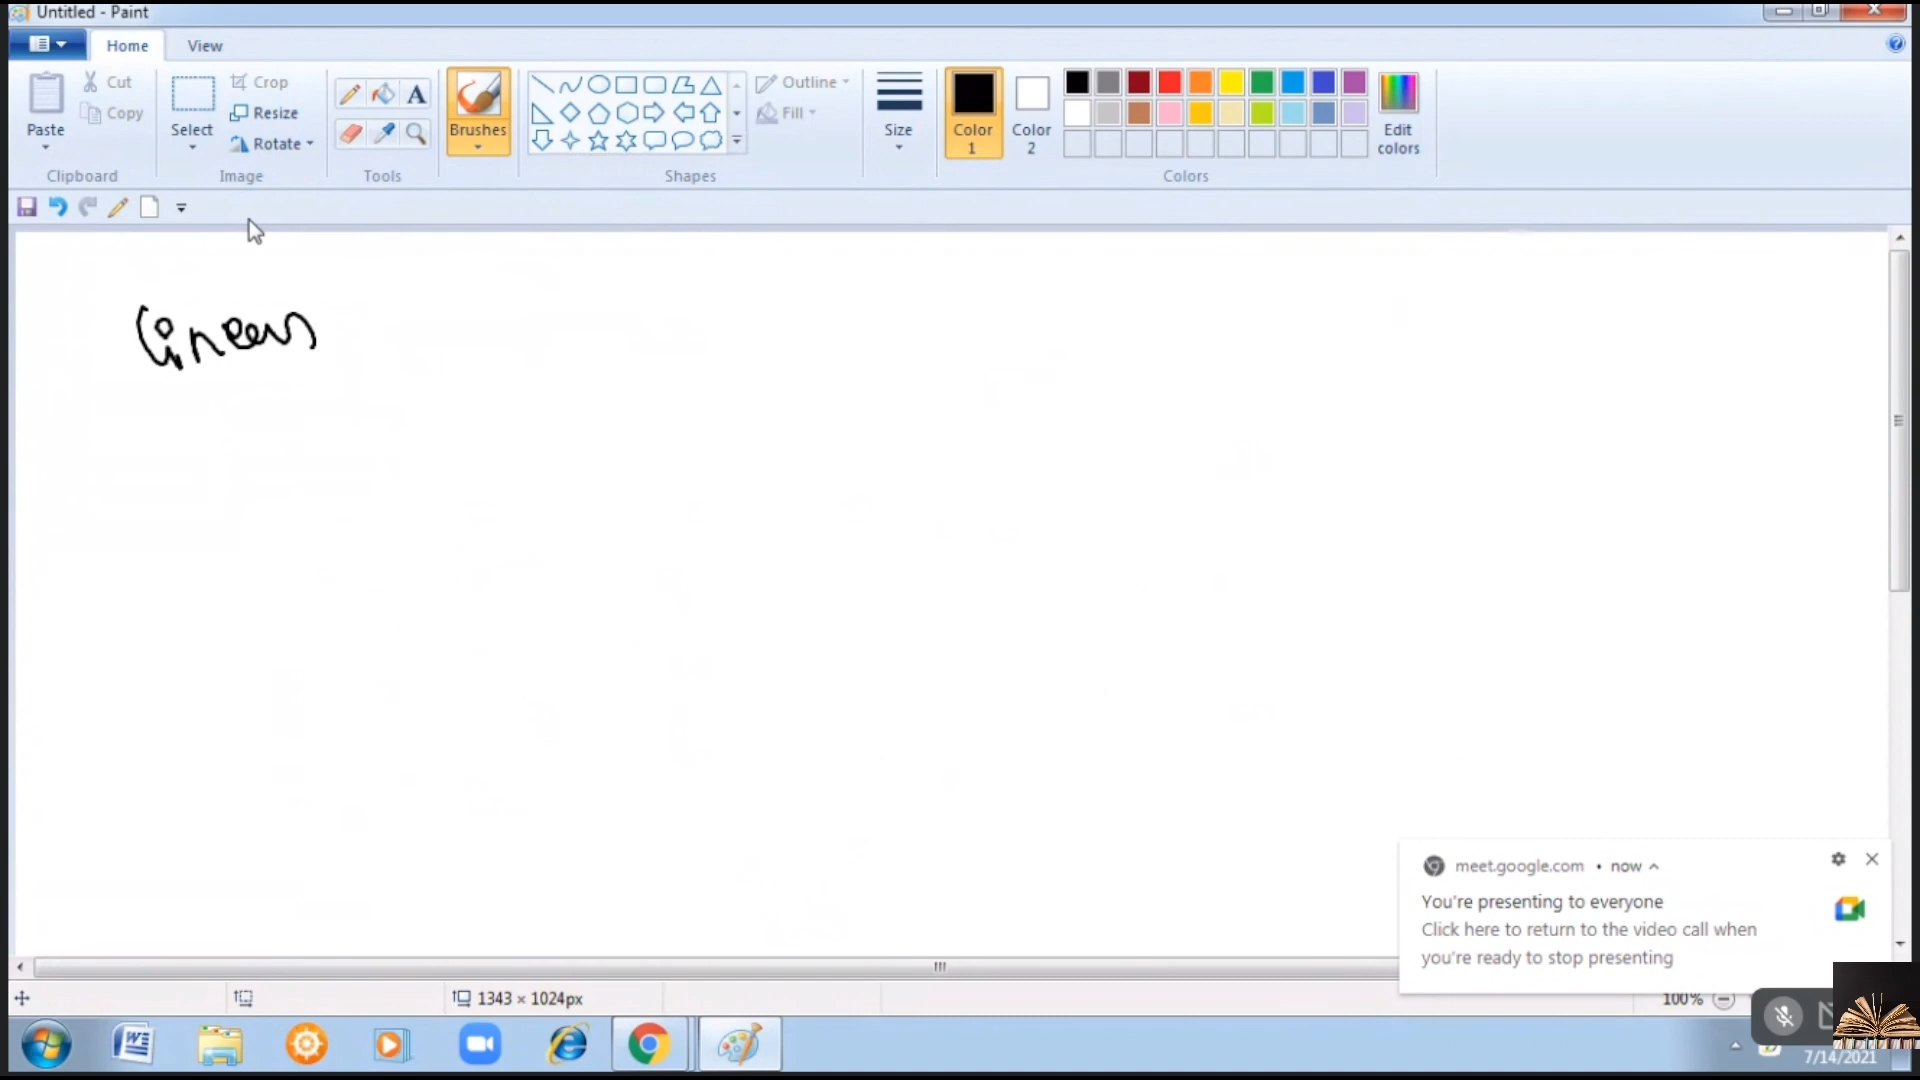 Untitled - Paint
Home
View
Paste
Cut
Copy
Clipboard
Select
Crop
Resize
Rotate
Image
A
Tools
Brushes
Shapes
Outline
Fill
Size
Color 1
Color 2
Edit colors
Colors
linear
meet.google.com • now
You're presenting to everyone
Click here to return to the video call when
you're ready to stop presenting
1343 × 1024px
100%
7/14/2021